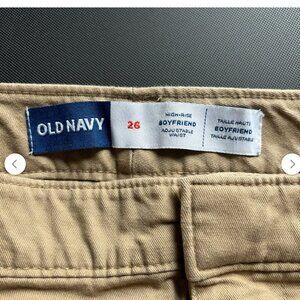 OLD NAVY
26
HIGH-RISE
BOYFRIEND
ADJUSTABLE
WAIST
TAILLE HAUTE
BOYFRIEND
TAILLE AJUSTABLE